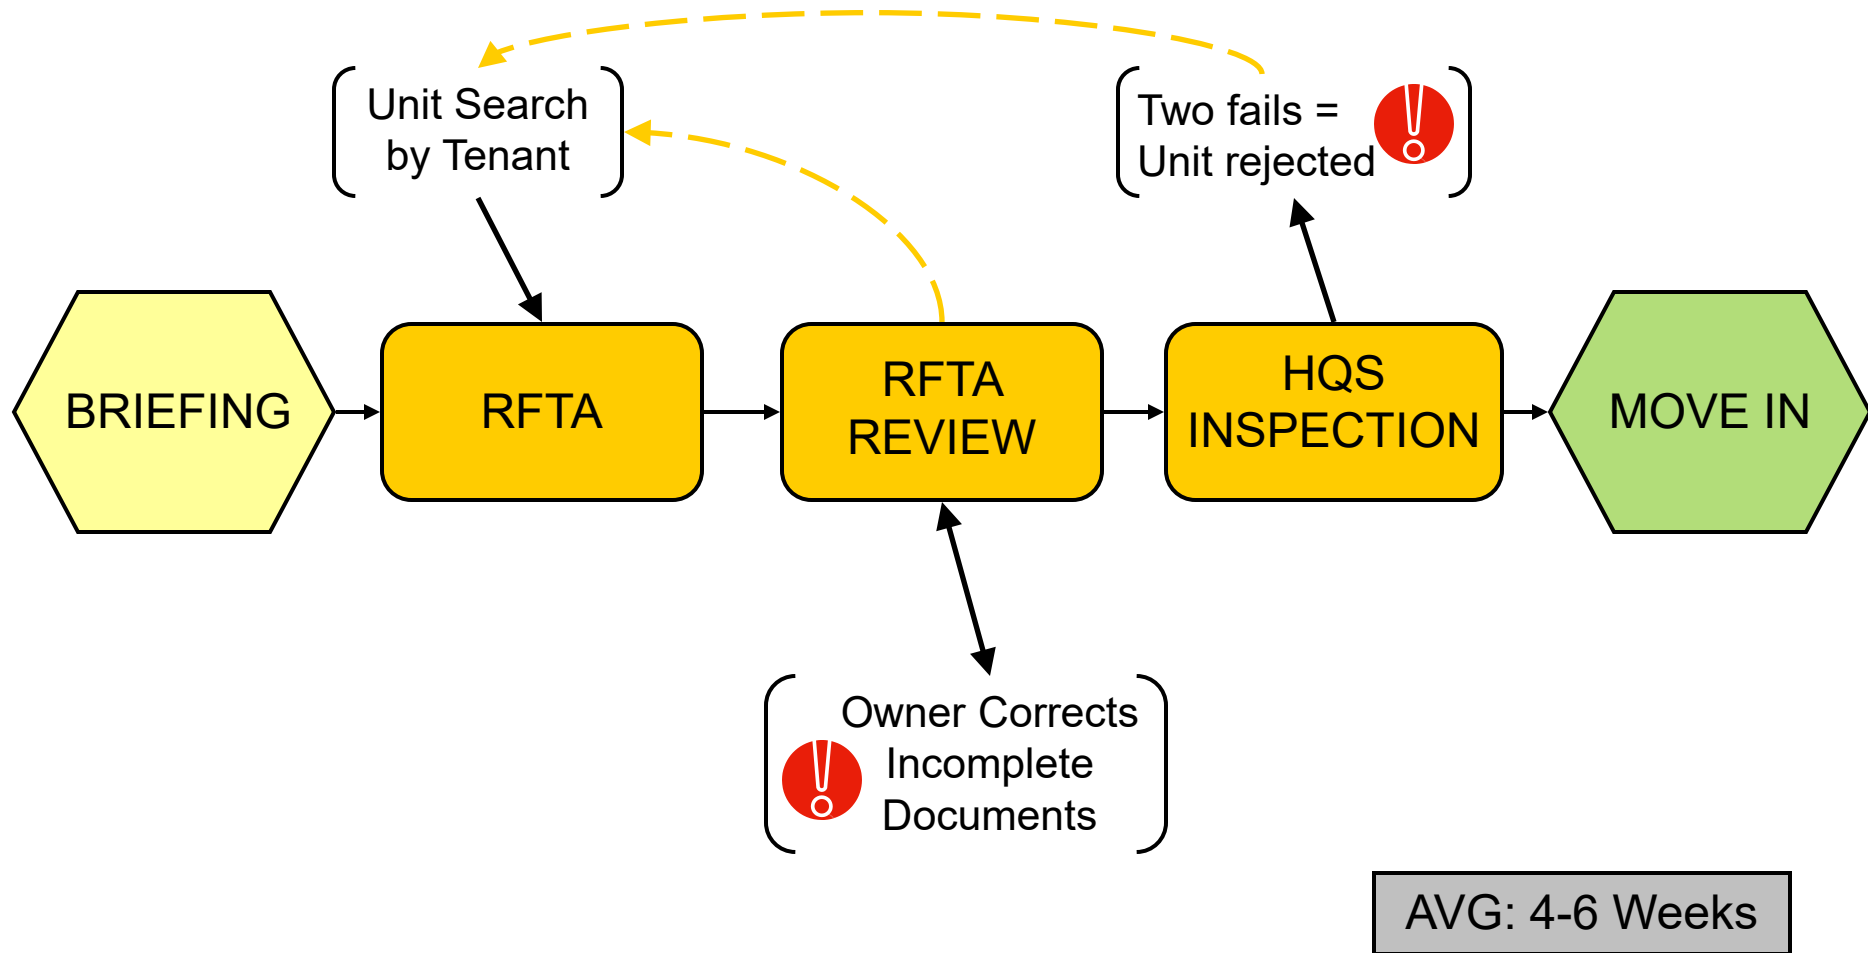 Unit Search
by Tenant
Two fails =
Unit rejected
BRIEFING
RFTA
RFTA
REVIEW
HQS
INSPECTION
MOVE IN
Owner Corrects
Incomplete
Documents
AVG: 4-6 Weeks